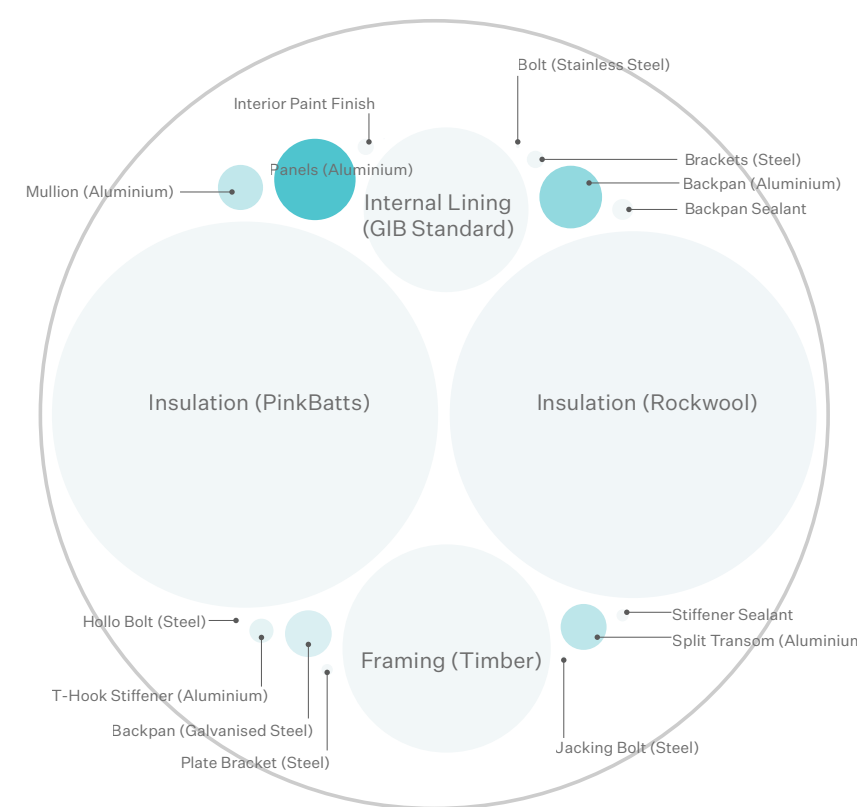 Bolt (Stainless Steel)
Interior Paint Finish
Brackets (Steel)
Panels (Aluminium)
Backpan (Aluminium)
Mullion (Aluminium)
Internal Lining
(GIB Standard)
Backpan Sealant
Insulation (PinkBatts)
Insulation (Rockwool)
Hollo Bolt (Steel)
Stiffener Sealant
Split Transom (Aluminium
Framing (Timber)
T-Hook Stiffener (Aluminium)
Backpan (Galvanised Steel)
Jacking Bolt (Steel)
Plate Bracket (Steel)